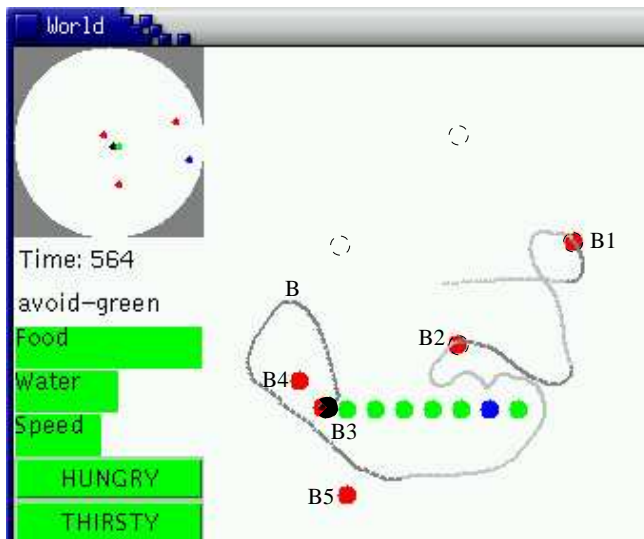 World
Time: 564
avoid-green
Food
Water
Speed
HUNGRY
THIRSTY
B1
B
B2
B4
B3
B5